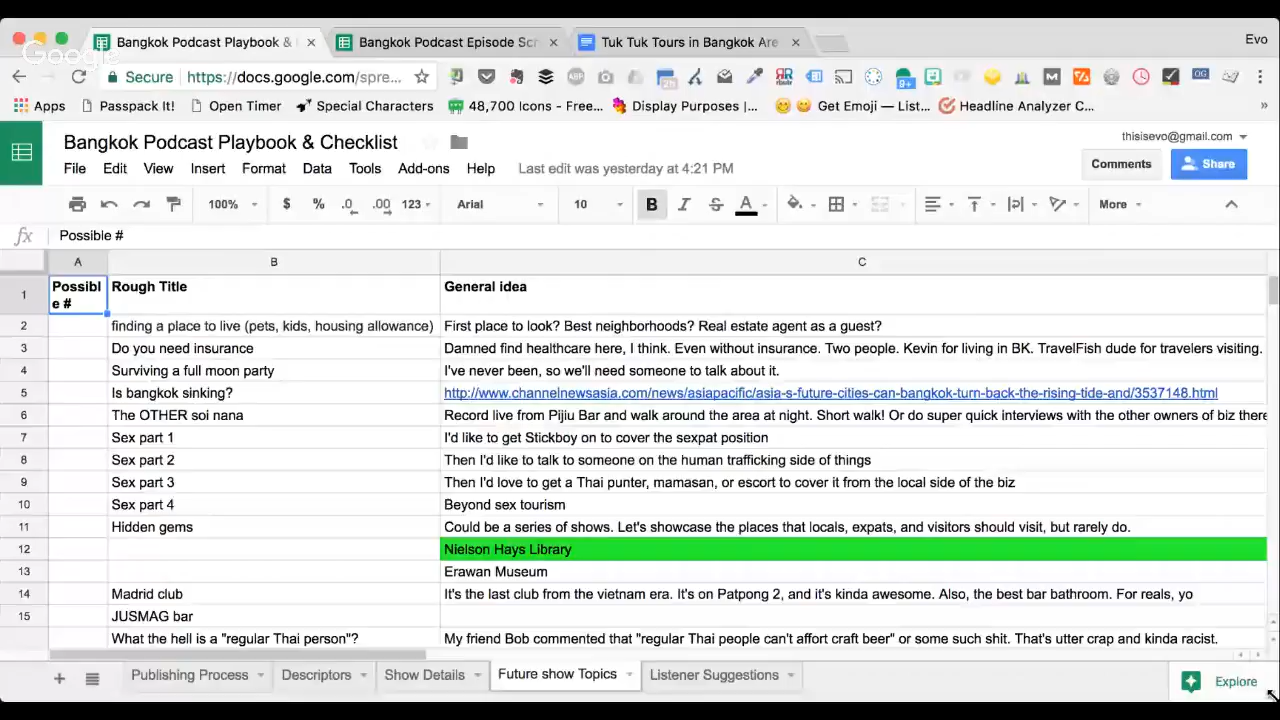 Google
Bangkok Podcast Playbook &
Bangkok Podcast Episode Sc
Tuk Tuk Tours in Bangkok Are
Evo
Secure
https://docs.google.com/spre...
Apps
Passpack It!
Open Timer
Special Characters
48,700 Icons - Free...
Display Purposes |...
Get Emoji — List...
Headline Analyzer C...
»
Bangkok Podcast Playbook & Checklist
thisisevo@gmail.com
File Edit View Insert Format Data Tools Add-ons Help Last edit was yesterday at 4:21 PM
Comments
Share
100% $ % .0 .00 123 Arial 10 B I S A More
fx Possible #
A B C
1 Possibl
e # Rough Title General idea
2 finding a place to live (pets, kids, housing allowance) First place to look? Best neighborhoods? Real estate agent as a guest?
3 Do you need insurance Damned find healthcare here, I think. Even without insurance. Two people. Kevin for living in BK. TravelFish dude for travelers visiting.
4 Surviving a full moon party I've never been, so we'll need someone to talk about it.
5 Is bangkok sinking? http://www.channelnewsasia.com/news/asiapacific/asia-s-future-cities-can-bangkok-turn-back-the-rising-tide-and/3537148.html
6 The OTHER soi nana Record live from Pijiu Bar and walk around the area at night. Short walk! Or do super quick interviews with the other owners of biz there
7 Sex part 1 I'd like to get Stickboy on to cover the sexpat position
8 Sex part 2 Then I'd like to talk to someone on the human trafficking side of things
9 Sex part 3 Then I'd love to get a Thai punter, mamasan, or escort to cover it from the local side of the biz
10 Sex part 4 Beyond sex tourism
11 Hidden gems Could be a series of shows. Let's showcase the places that locals, expats, and visitors should visit, but rarely do.
12 Nielson Hays Library
13 Erawan Museum
14 Madrid club It's the last club from the vietnam era. It's on Patpong 2, and it's kinda awesome. Also, the best bar bathroom. For reals, yo
15 JUSMAG bar
What the hell is a "regular Thai person"? My friend Bob commented that "regular Thai people can't affort craft beer" or some such shit. That's utter crap and kinda racist.
Publishing Process
Descriptors
Show Details
Future show Topics
Listener Suggestions
Explore